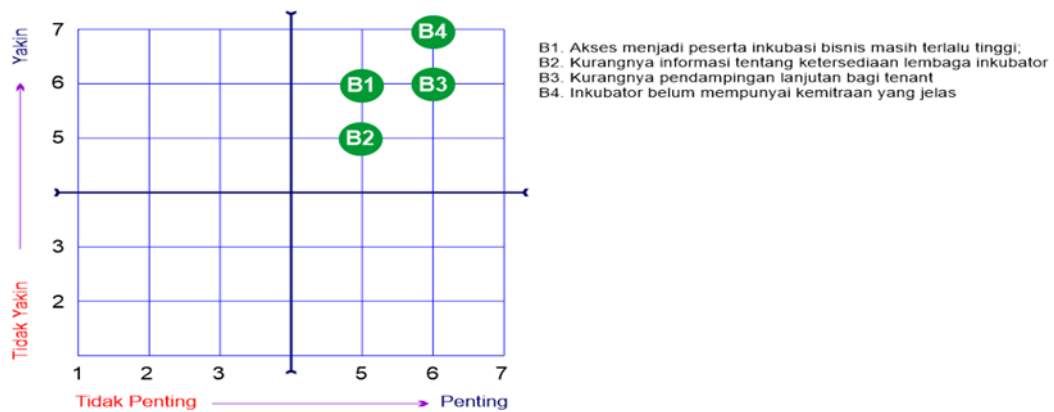 7
6
5
3
2
1
2
3
5
6
7
Yakin
Tidak Yakin
Tidak Penting
Penting
B4
B1
B3
B2
B1. Akses menjadi peserta inkubasi bisnis masih terlalu tinggi;
B2. Kurangnya informasi tentang ketersediaan lembaga inkubator
B3. Kurangnya pendampingan lanjutan bagi tenant
B4. Inkubator belum mempunyai kemitraan yang jelas